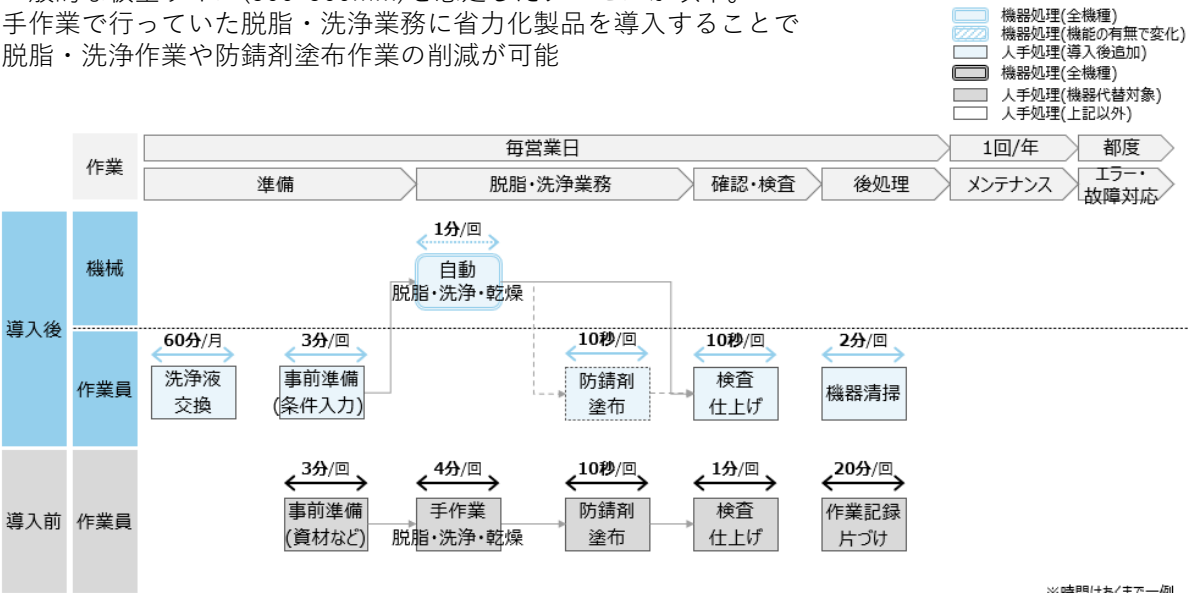 手作業で行っていた脱脂・洗浄業務に省力化製品を導入することで
脱脂・洗浄作業や防錆剤塗布作業の削減が可能
機器処理(全機種)
機器処理(機能の有無で変化)
人手処理(導入後追加)
機器処理(全機種)
人手処理(機器代替対象)
人手処理(上記以外)
作業
毎営業日
1回/年
都度
準備
脱脂・洗浄業務
確認・検査
後処理
メンテナンス
エラー・
故障対応
導入後
機械
1分/回
自動
脱脂・洗浄・乾燥
作業員
60分/月
洗浄液
交換
3分/回
事前準備
(条件入力)
10秒/回
防錆剤
塗布
10秒/回
検査
仕上げ
2分/回
機器清掃
導入前
作業員
3分/回
事前準備
(資材など)
4分/回
手作業
脱脂・洗浄・乾燥
10秒/回
防錆剤
塗布
1分/回
検査
仕上げ
20分/回
作業記録
片づけ
※時間はあくまで一例